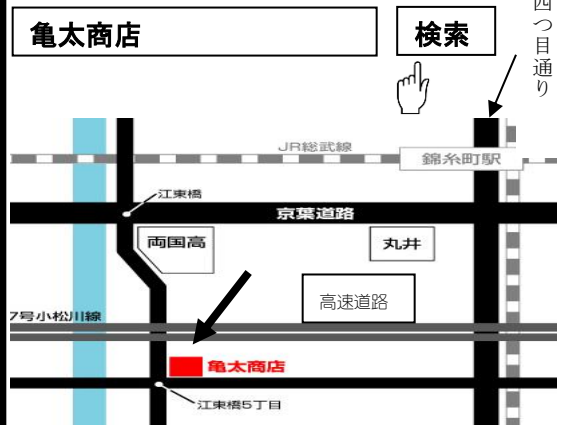 亀太商店
検索
四つ目通り
JR総武線
錦糸町駅
江東橋
京葉道路
両国高
丸井
高速道路
7号小松川線
亀太商店
江東橋5丁目